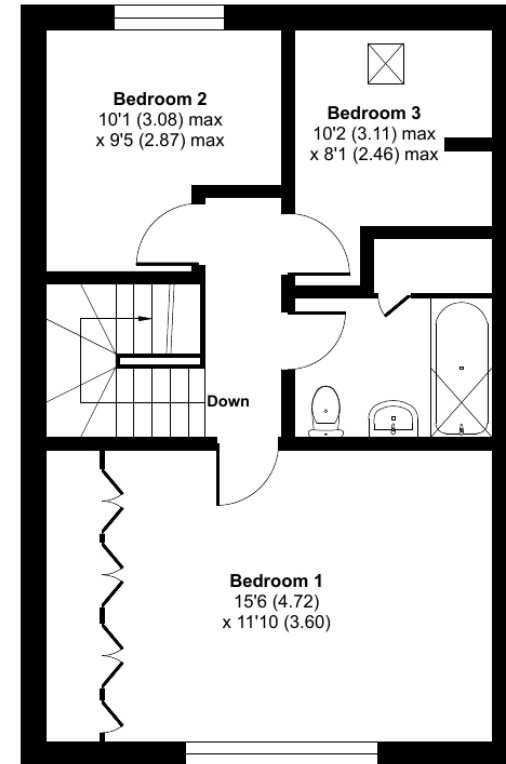 Bedroom 2
10'1 (3.08) max
x 9'5 (2.87) max
Bedroom 3
10'2 (3.11) max
x 8'1 (2.46) max
Down
Bedroom 1
15'6 (4.72)
x 11'10 (3.60)